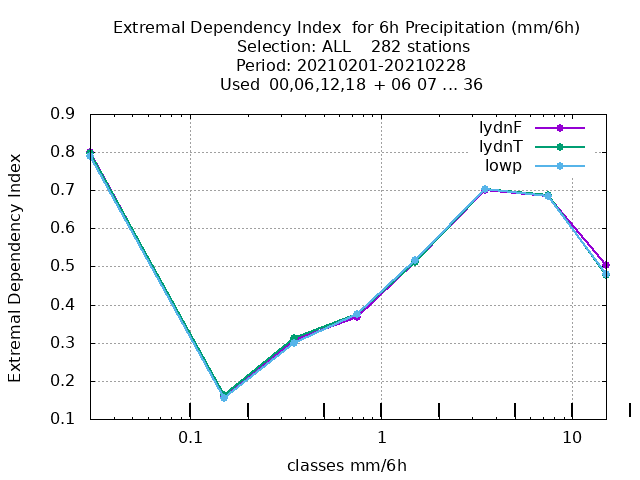 Extremal Dependency Index for 6h Precipitation (mm/6h)
Selection: ALL 282 stations
Period: 20210201-20210228
Used 00,06,12,18 + 06 07 ... 36
lydnF
lydnT
lowp
0.9
0.8
0.7
0.6
0.5
0.4
0.3
0.2
0.1
Extremal Dependency Index
0.1 1 10
classes mm/6h